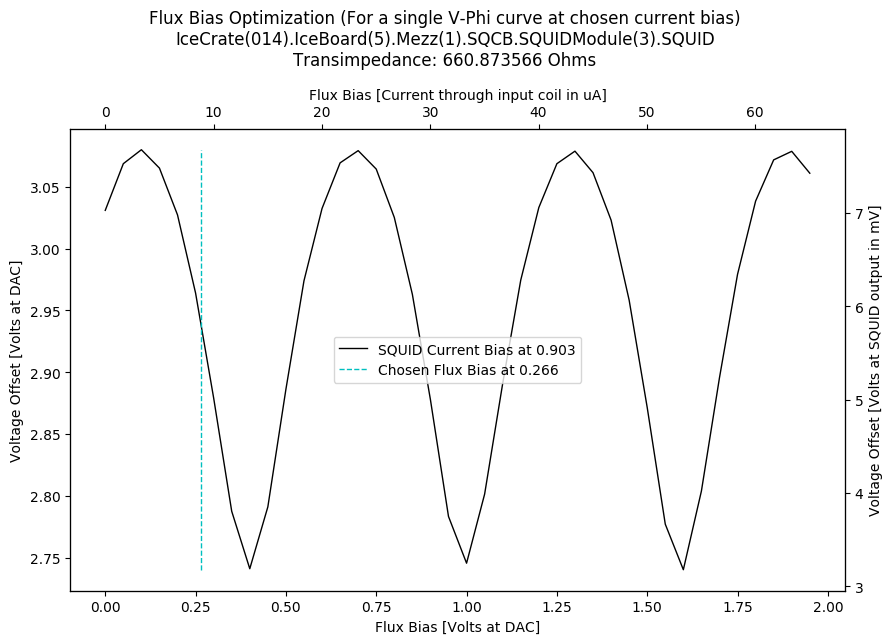 Flux Bias Optimization (For a single V-Phi curve at chosen current bias)
IceCrate(014).IceBoard(5).Mezz(1).SQCB.SQUIDModule(3).SQUID
Transimpedance: 660.873566 Ohms
Flux Bias [Current through input coil in uA]
0 10 20 30 40 50 60
Voltage Offset [Volts at DAC]
3.05
3.00
2.95
2.90
2.85
2.80
2.75
SQUID Current Bias at 0.903
Chosen Flux Bias at 0.266
7
6
5
4
3
Voltage Offset [Volts at SQUID output in mV]
0.00 0.25 0.50 0.75 1.00 1.25 1.50 1.75 2.00
Flux Bias [Volts at DAC]